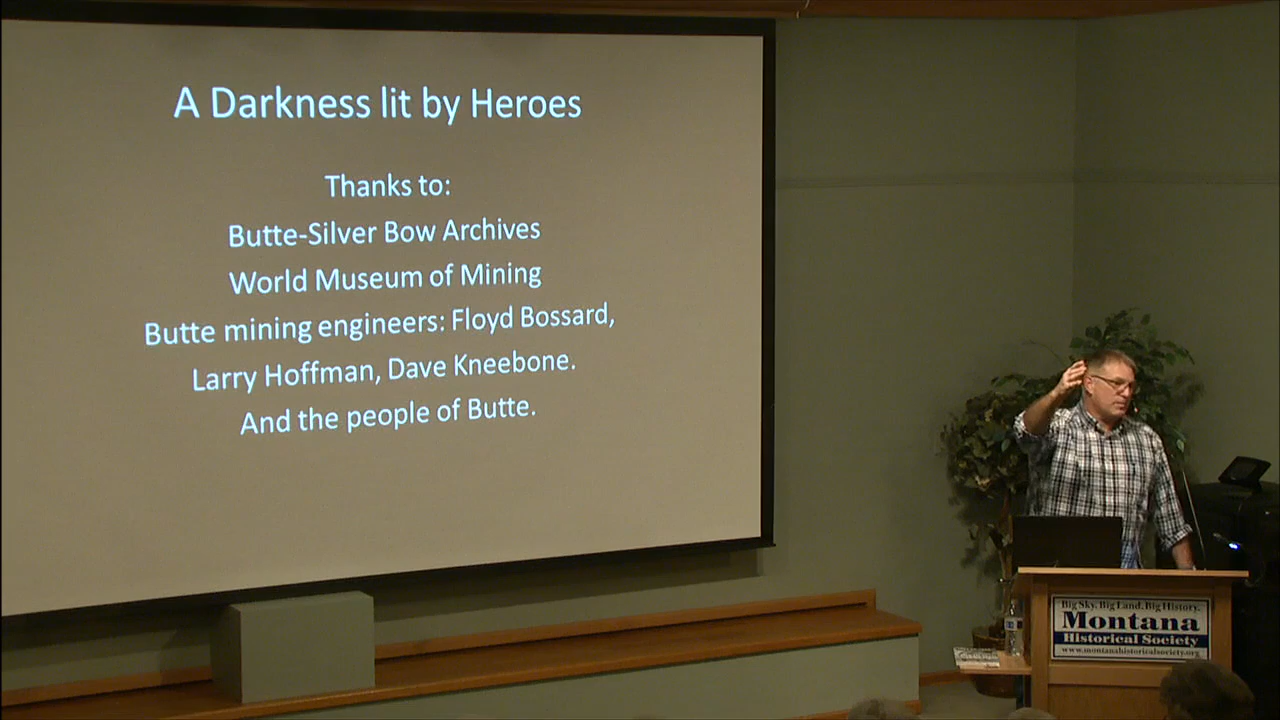 A Darkness lit by Heroes
Thanks to:
Butte-Silver Bow Archives
World Museum of Mining
Butte mining engineers: Floyd Bossard,
Larry Hoffman, Dave Kneebone.
And the people of Butte.
Big Sky. Big Land. Big History.
Montana
Historical Society
www.montanahistoricalsociety.org